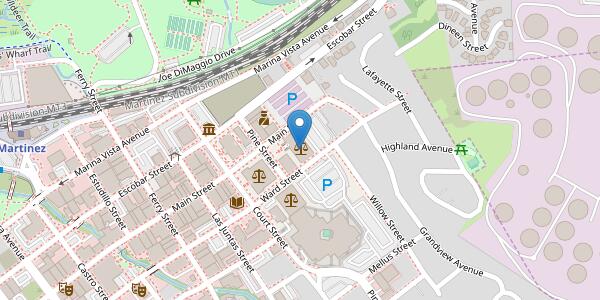 Avenue
Dineen Street
Escobar Street
Marina Vista Avenue
Joe DiMaggio Drive
Wharf Trail
Ferry Street
Lafayette Street
P
Martinez Subdivision
Martinez
Marina Vista Avenue
Main
Pine Street
Highland Avenue
Escobar Street
Ward Street
P
Estudillo Street
Ferry Street
Main Street
Las Juntas Street
Court Street
Willow Street
Grandview Avenue
Mellus Street
Castro Street
Avenue